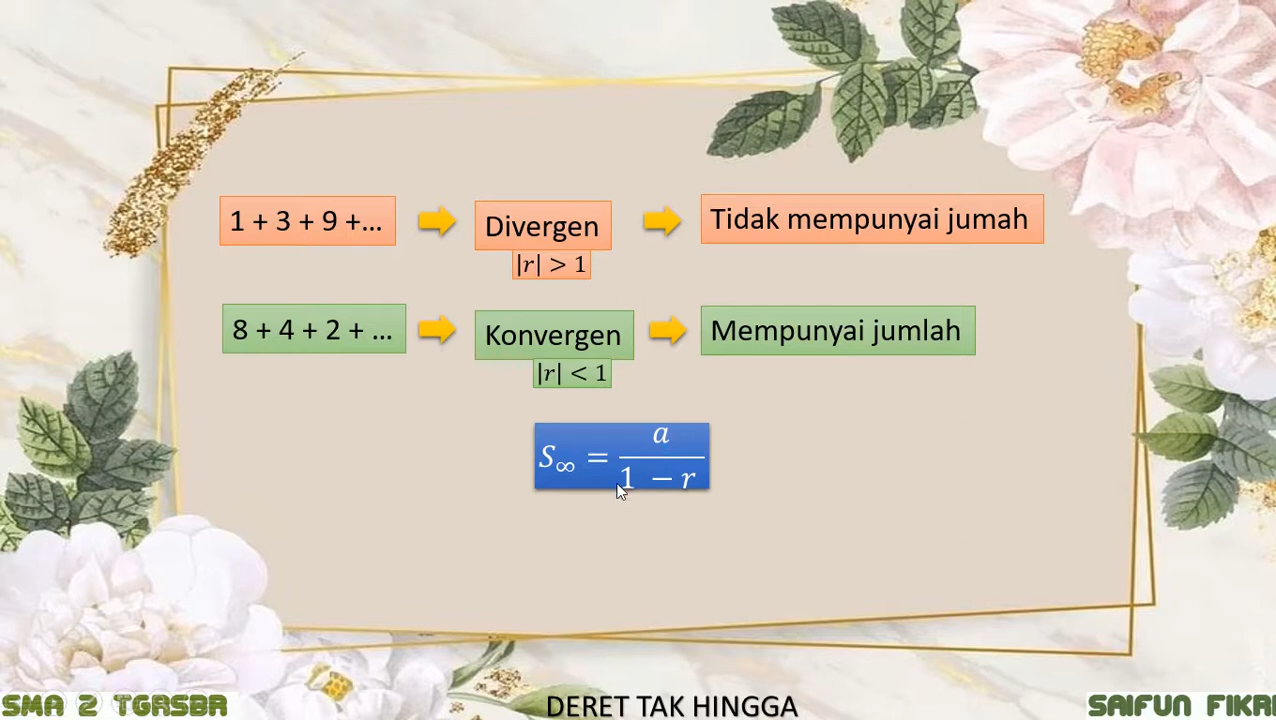 1 + 3 + 9 +...
Divergen
Tidak mempunyai jumah
|r| > 1
8 + 4 + 2 + ...
Konvergen
Mempunyai jumlah
|r| < 1
S∞ = a / 1 − r
SMA 2 TGRSBR
DERET TAK HINGGA
SAIFUN FIKRI